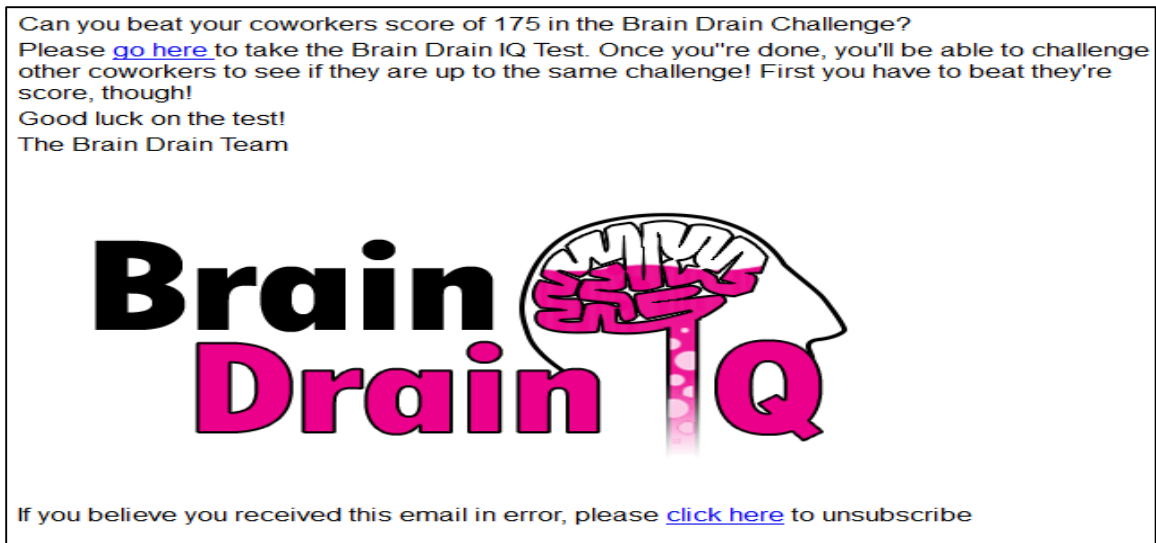 Can you beat your coworkers score of 175 in the Brain Drain Challenge?
Please go here to take the Brain Drain IQ Test. Once you"re done, you'll be able to challenge
other coworkers to see if they are up to the same challenge! First you have to beat they're
score, though!
Good luck on the test!
The Brain Drain Team
Brain
Drain IQ
If you believe you received this email in error, please click here to unsubscribe